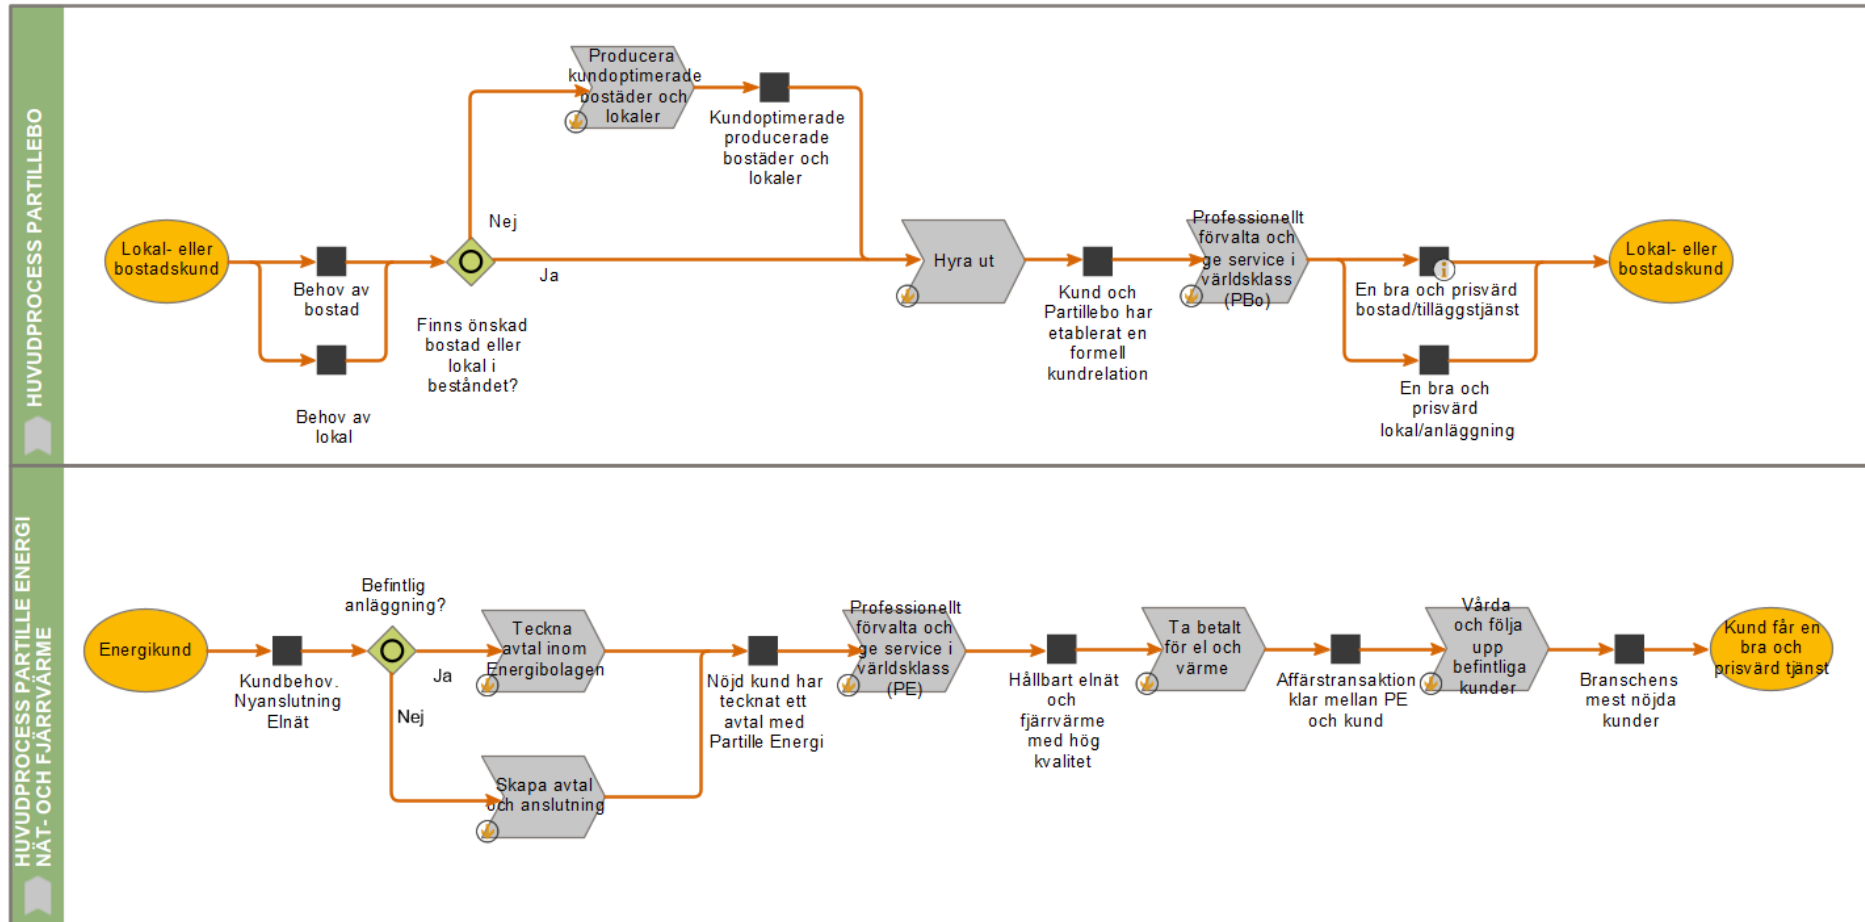 HUVUDPROCESS PARTILLEBO
Producera
kundoptimerade
bostäder och
lokaler
Kundoptimerade
producerade
bostäder och
lokaler
Nej
Ja
Lokal- eller
bostadskund
Behov av
bostad
Behov av
lokal
Finns önskad
bostad eller
lokal i
beståndet?
Hyra ut
Kund och
Partillebo har
etablerat en
formell
kundrelation
Professionellt
förvalta och
ge service i
världsklass
(PBo)
En bra och prisvärd
bostad/tilläggstjänst
En bra och
prisvärd
lokal/anläggning
Lokal- eller
bostadskund
HUVUDPROCESS PARTILLE ENERGI
NÄT- OCH FJÄRRVÄRME
Energikund
Kundbehov.
Nyanslutning
Elnät
Befintlig
anläggning?
Ja
Nej
Teckna
avtal inom
Energibolagen
Skapa avtal
och anslutning
Nöjd kund har
tecknat ett
avtal med
Partille Energi
Professionellt
förvalta och
ge service i
världsklass
(PE)
Hållbart elnät
och
fjärrvärme
med hög
kvalitet
Ta betalt
för el och
värme
Affärstransaktion
klar mellan PE
och kund
Vårda
och följa
upp
befintliga
kunder
Branschens
mest nöjda
kunder
Kund får en
bra och
prisvärd tjänst